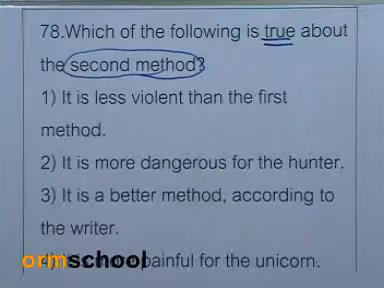 78.Which of the following is true about
the second method?
1) It is less violent than the first
method.
2) It is more dangerous for the hunter.
3) It is a better method, according to
the writer.
4) painful for the unicorn.
ormschool